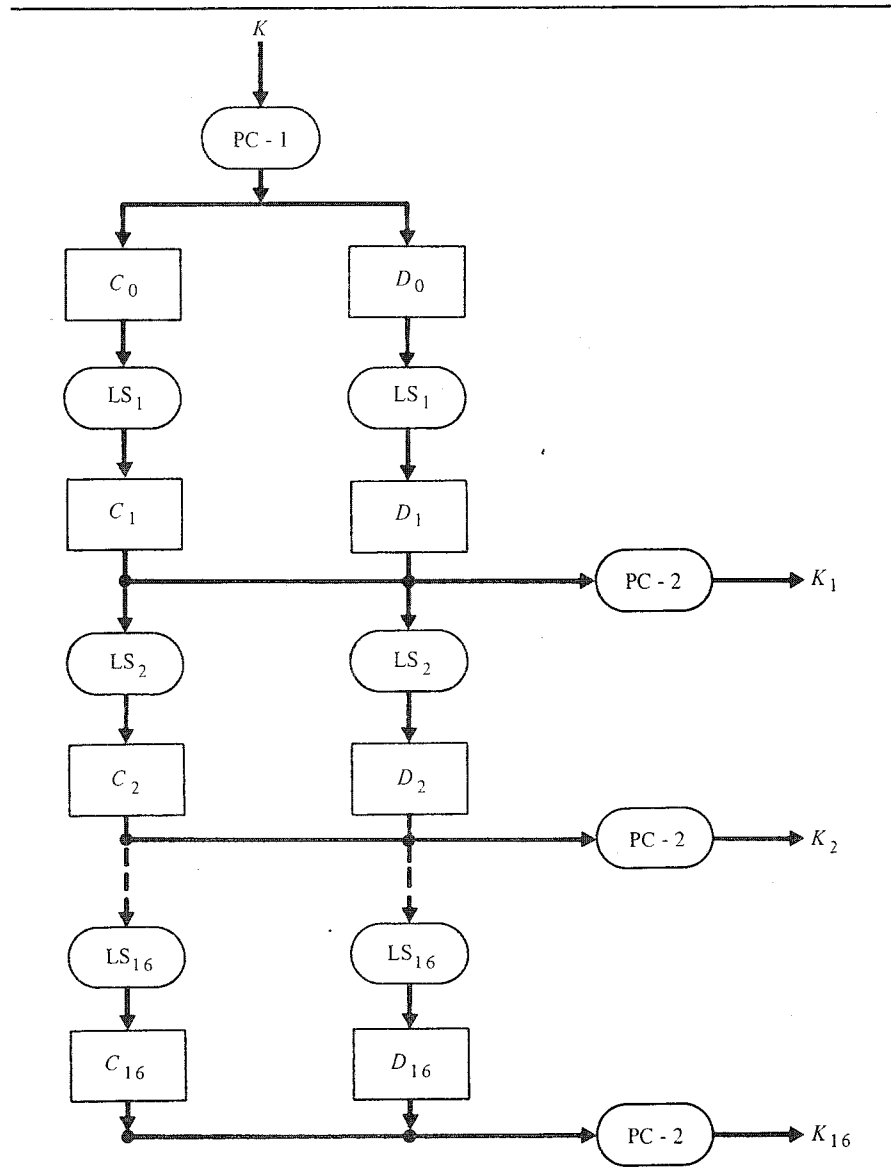 K
PC - 1
C0 D0
LS1 LS1
C1 D1
PC - 2 K1
LS2 LS2
C2 D2
PC - 2 K2
LS16 LS16
C16 D16
PC - 2 K16